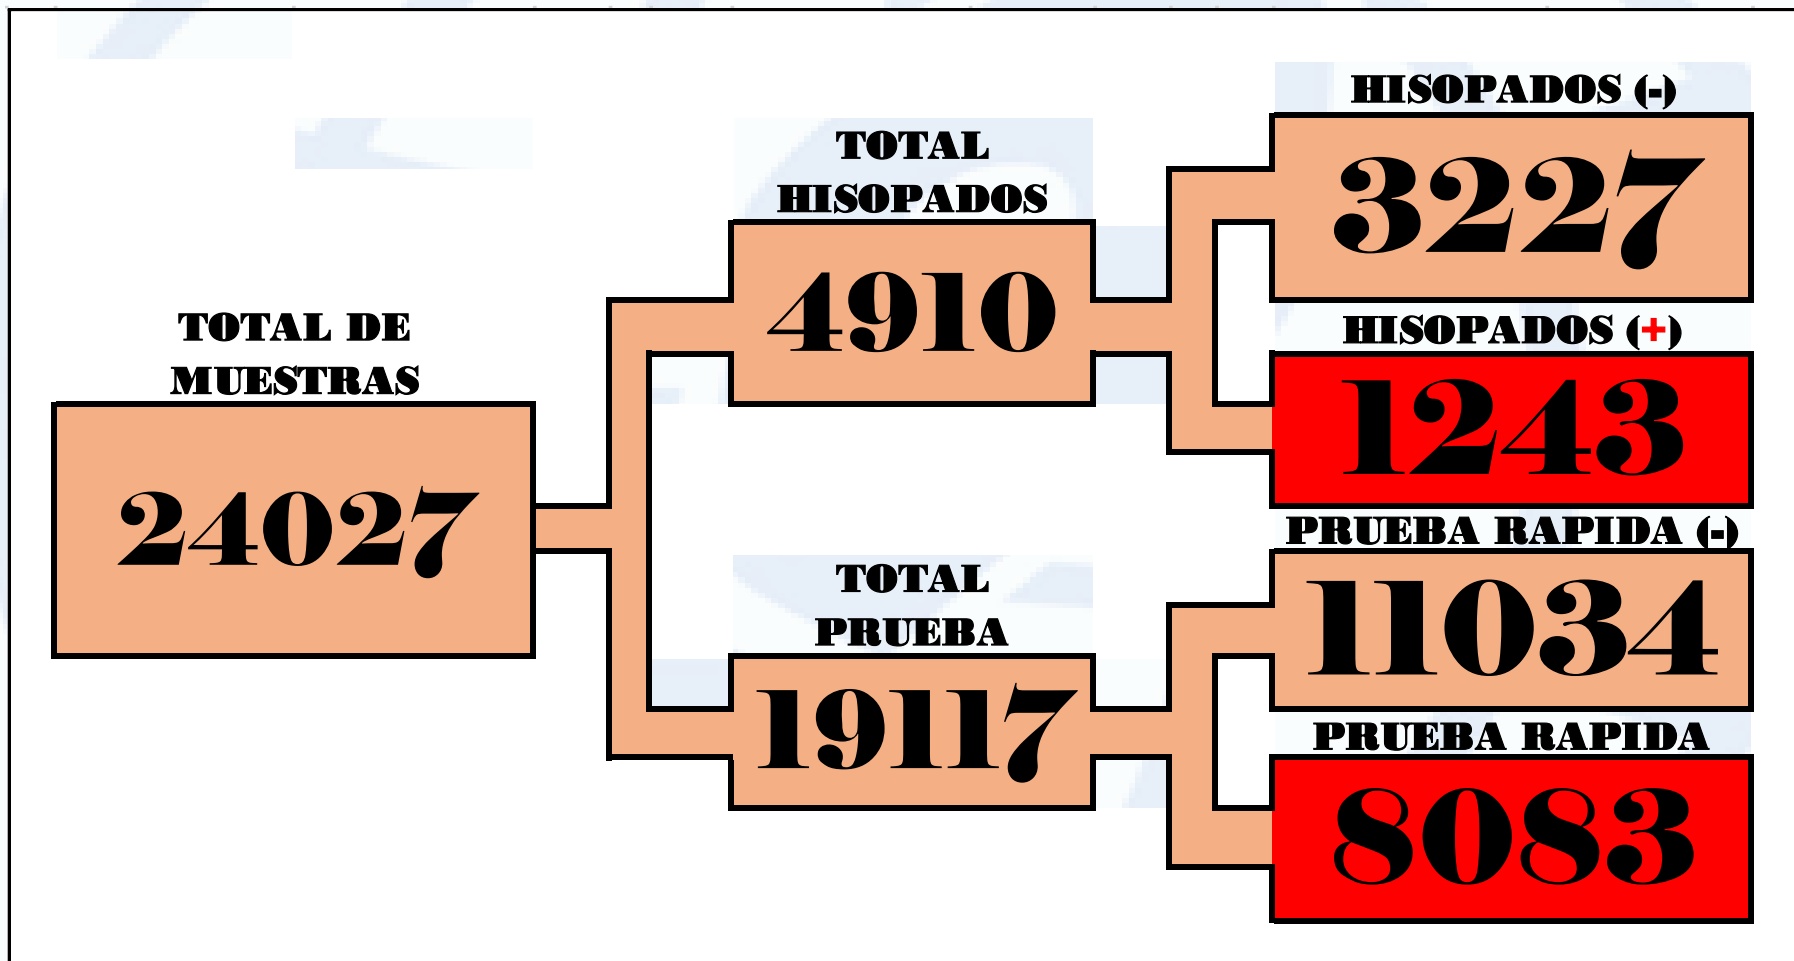 TOTAL DE
MUESTRAS
24027
TOTAL
HISOPADOS
4910
TOTAL
PRUEBA
19117
HISOPADOS (-)
3227
HISOPADOS (+)
1243
PRUEBA RAPIDA (-)
11034
PRUEBA RAPIDA
8083